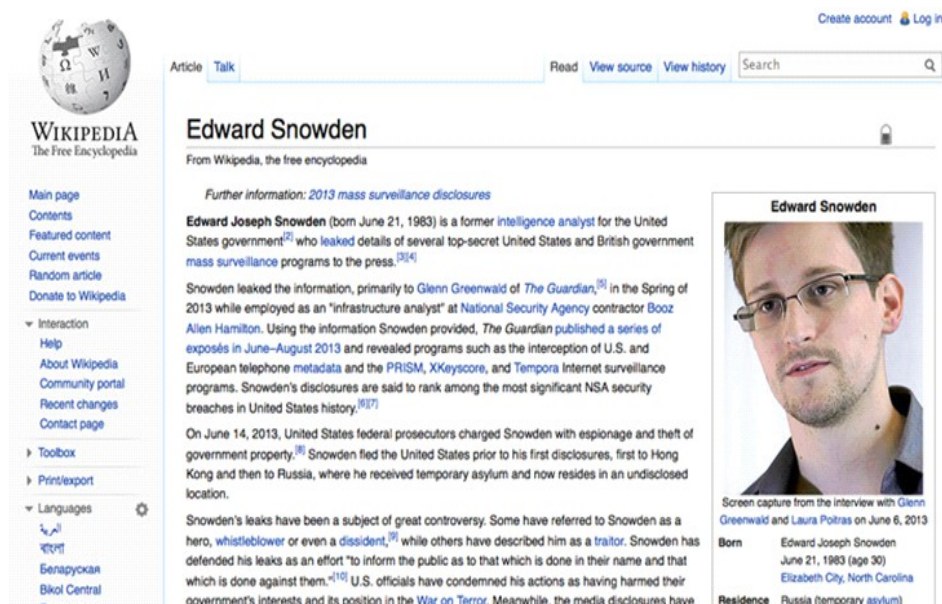 Create account Log in
Article Talk Read View source View history Search
WIKIPEDIA
The Free Encyclopedia
Main page
Contents
Featured content
Current events
Random article
Donate to Wikipedia
Interaction
Help
About Wikipedia
Community portal
Recent changes
Contact page
Toolbox
Print/export
Languages
العربية
বাংলা
Беларуская
Bikol Central
Edward Snowden
From Wikipedia, the free encyclopedia
Further information: 2013 mass surveillance disclosures
Edward Joseph Snowden (born June 21, 1983) is a former intelligence analyst for the United
States government[2] who leaked details of several top-secret United States and British government
mass surveillance programs to the press.[3][4]
Snowden leaked the information, primarily to Glenn Greenwald of The Guardian,[5] in the Spring of
2013 while employed as an "infrastructure analyst" at National Security Agency contractor Booz
Allen Hamilton. Using the information Snowden provided, The Guardian published a series of
exposés in June–August 2013 and revealed programs such as the interception of U.S. and
European telephone metadata and the PRISM, XKeyscore, and Tempora Internet surveillance
programs. Snowden's disclosures are said to rank among the most significant NSA security
breaches in United States history.[6][7]
On June 14, 2013, United States federal prosecutors charged Snowden with espionage and theft of
government property.[8] Snowden fled the United States prior to his first disclosures, first to Hong
Kong and then to Russia, where he received temporary asylum and now resides in an undisclosed
location.
Snowden's leaks have been a subject of great controversy. Some have referred to Snowden as a
hero, whistleblower or even a dissident,[9] while others have described him as a traitor. Snowden has
defended his leaks as an effort "to inform the public as to that which is done in their name and that
which is done against them."[10] U.S. officials have condemned his actions as having harmed their
government's interests and its position in the War on Terror. Meanwhile, the media disclosures have
Edward Snowden
Screen capture from the interview with Glenn
Greenwald and Laura Poitras on June 6, 2013
Born Edward Joseph Snowden
June 21, 1983 (age 30)
Elizabeth City, North Carolina
Residence Russia (temporary asylum)